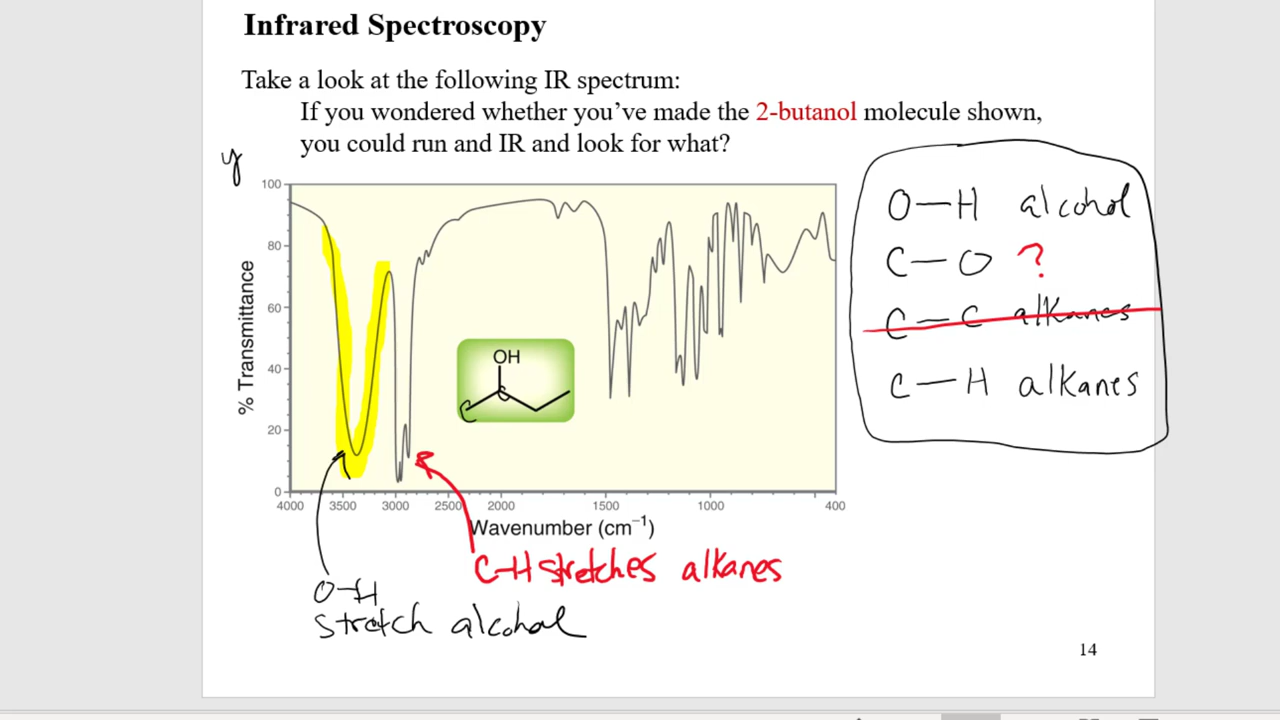 Infrared Spectroscopy
Take a look at the following IR spectrum:
If you wondered whether you've made the 2-butanol molecule shown,
you could run and IR and look for what?
y
O—H alcohol
C—O ?
C—C alkanes
C—H alkanes
100
80
60
40
20
0
% Transmittance
OH
C
C
4000 3500 3000 2500 2000 1500 1000 400
Wavenumber (cm⁻¹)
C-H stretches alkanes
O-H
stretch alcohol
14